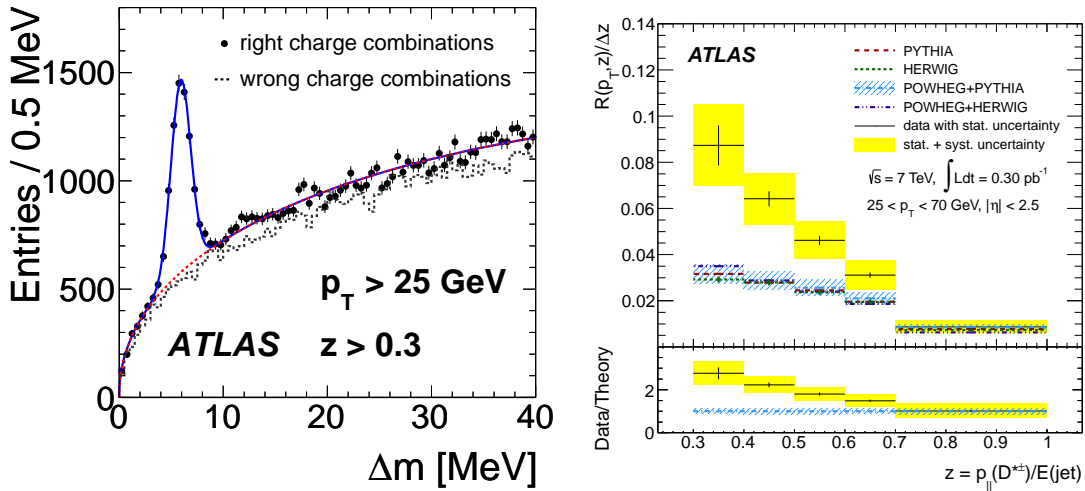 Entries / 0.5 MeV
1500
1000
500
0
right charge combinations
wrong charge combinations
p_T > 25 GeV
ATLAS z > 0.3
0 10 20 30 40
Δm [MeV]
R(p_T,z)/Δz
0.14
0.12
0.1
0.08
0.06
0.04
0.02
ATLAS
PYTHIA
HERWIG
POWHEG+PYTHIA
POWHEG+HERWIG
data with stat. uncertainty
stat. + syst. uncertainty
√s = 7 TeV, ∫Ldt = 0.30 pb⁻¹
25 < p_T < 70 GeV, |η| < 2.5
Data/Theory
2
0
0.3 0.4 0.5 0.6 0.7 0.8 0.9 1
z = p_||(D*±)/E(jet)